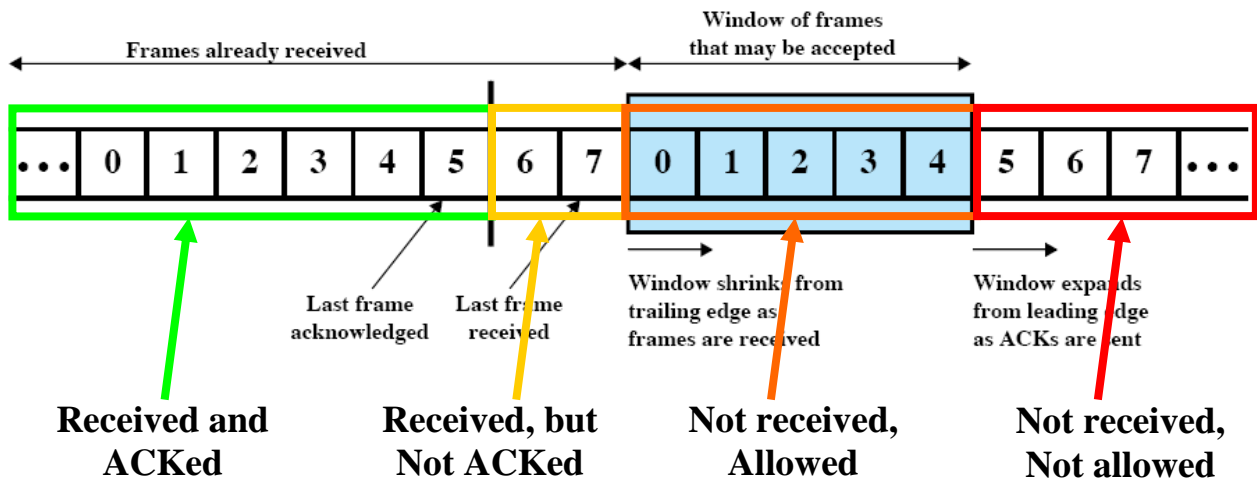 Frames already received
Window of frames
that may be accepted
••• 0 1 2 3 4 5 6 7 0 1 2 3 4 5 6 7 •••
Last frame
acknowledged
Last frame
received
Window shrinks from
trailing edge as
frames are received
Window expands
from leading edge
as ACKs are sent
Received and
ACKed
Received, but
Not ACKed
Not received,
Allowed
Not received,
Not allowed